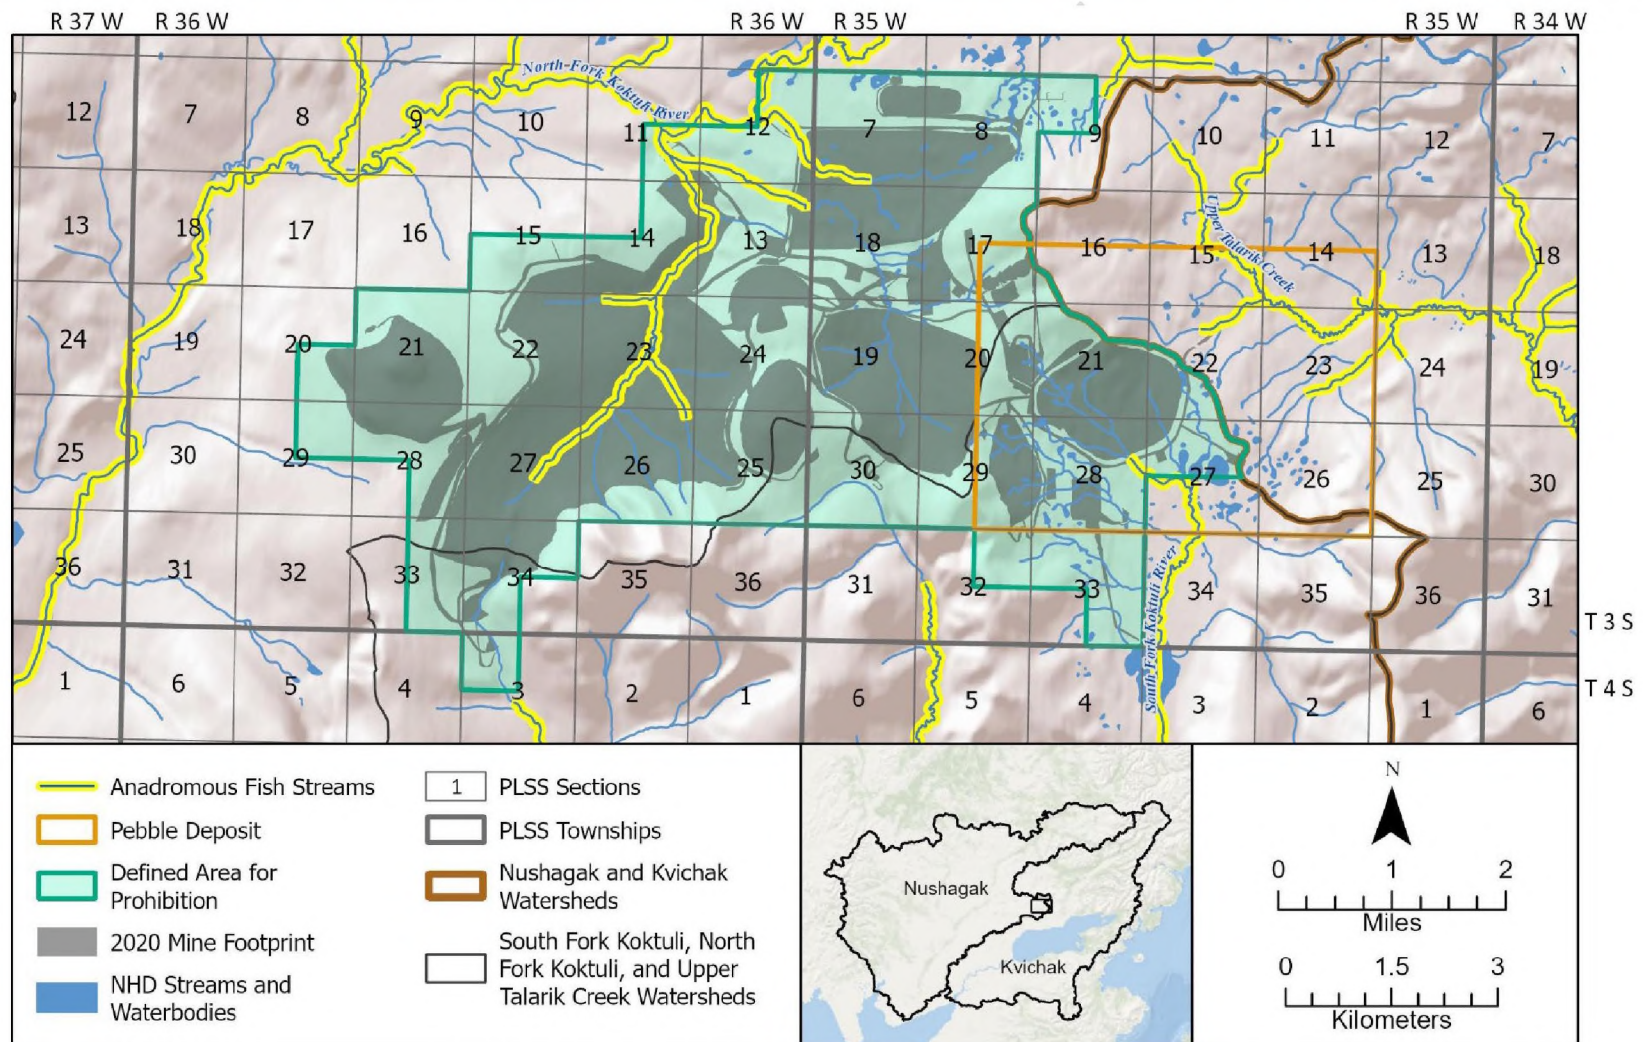 R 37 W R 36 W R 36 W R 35 W R 35 W R 34 W
North Fork Koktuli River
12 7 8 9 10 11 12 7 8 9 10 11 12 7
13 18 17 16 15 14 13 18 17 16 15 14 13 18
Upper Talarik Creek
24 19 20 21 22 23 24 19 20 21 22 23 24 19
25 30 29 28 27 26 25 30 29 28 27 26 25 30
36 31 32 33 34 35 36 31 32 33 34 35 36 31
South Fork Koktuli River
T 3 S
1 6 5 4 3 2 1 6 5 4 3 2 1 6
T 4 S
Anadromous Fish Streams
Pebble Deposit
Defined Area for
Prohibition
2020 Mine Footprint
NHD Streams and
Waterbodies
1 PLSS Sections
PLSS Townships
Nushagak and Kvichak
Watersheds
South Fork Koktuli, North
Fork Koktuli, and Upper
Talarik Creek Watersheds
Nushagak
Kvichak
N
0 1 2
Miles
0 1.5 3
Kilometers